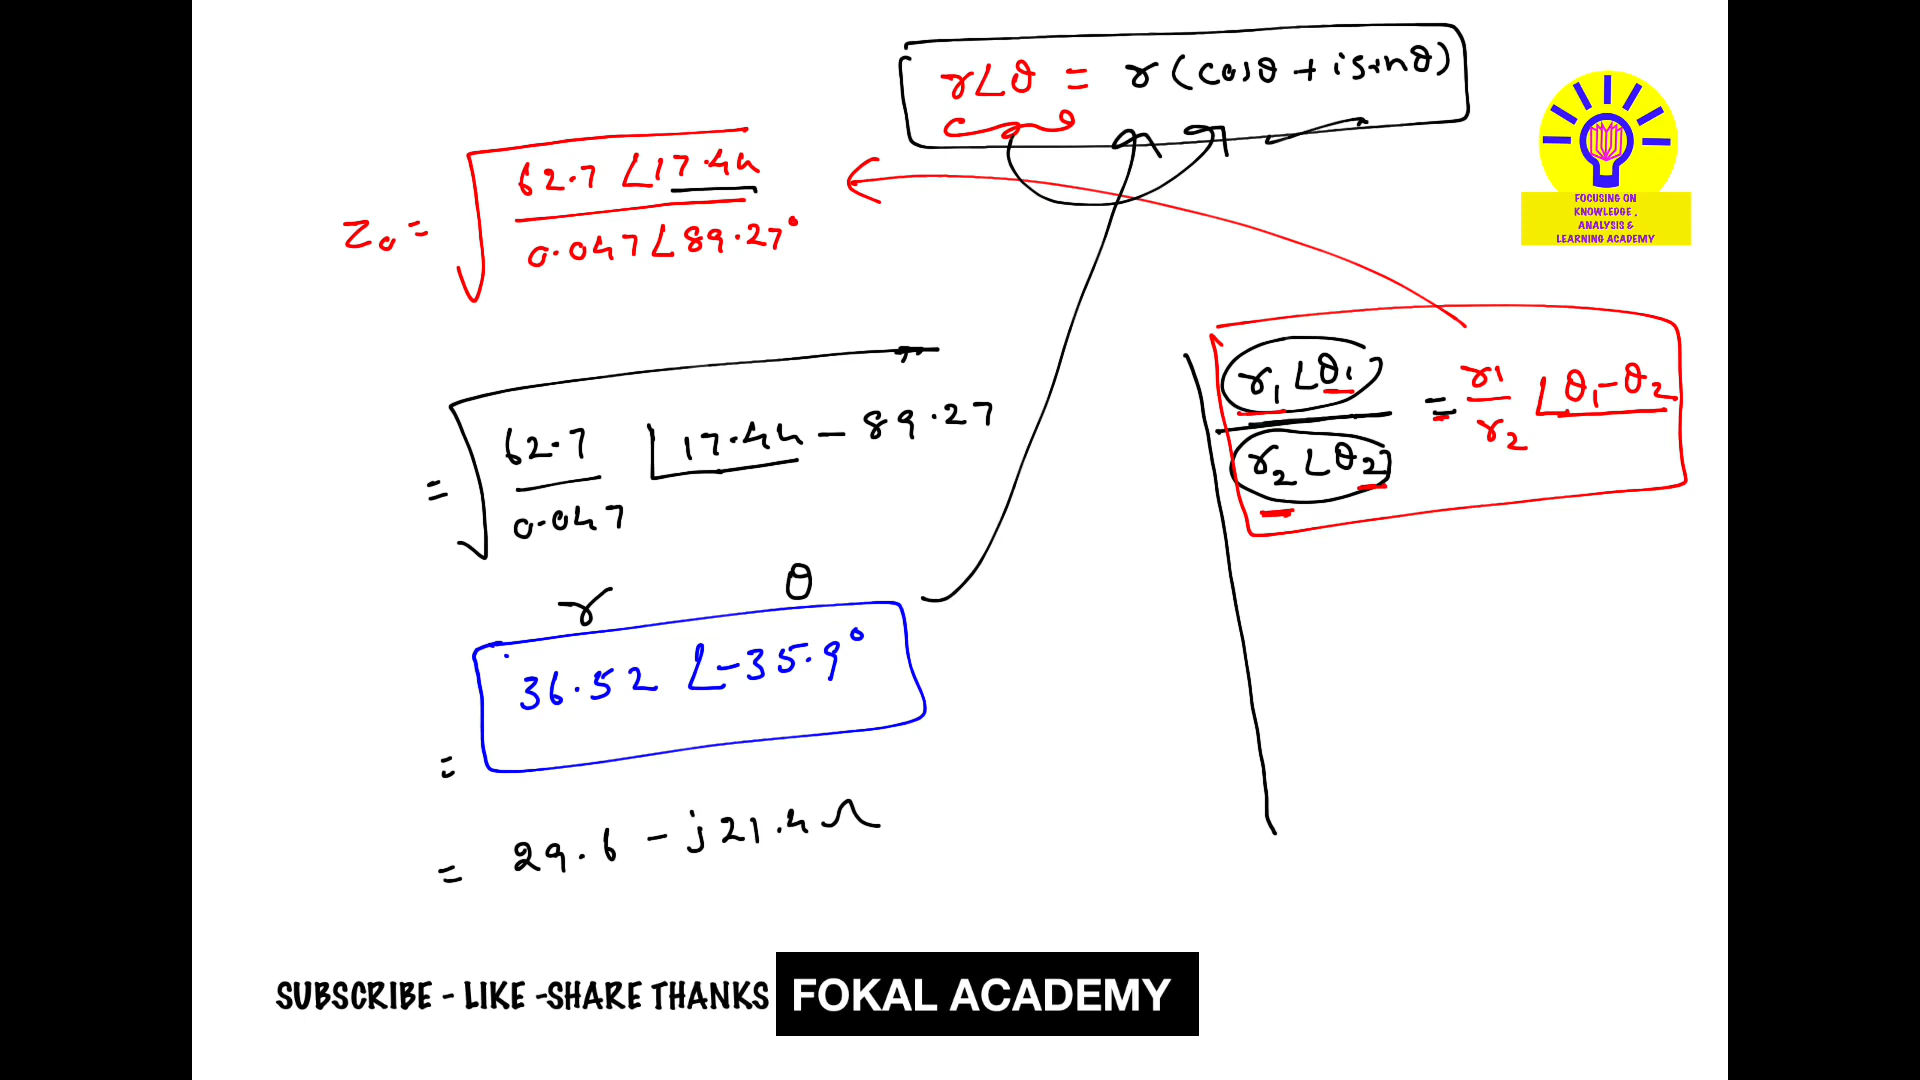 r∠θ = r(cosθ + isinθ)
Z₀ = √(62.7 ∠17.44 / 0.047 ∠89.27°)
FOCUSING ON
KNOWLEDGE ,
ANALYSIS &
LEARNING ACADEMY
r₁∠θ₁ / r₂∠θ₂ = r1 / r₂ ∠θ₁-θ₂
= √(62.7 / 0.047 ∠17.44 - 89.27)
r θ
= 36.52 ∠-35.9°
= 29.6 - j21.4Ω
SUBSCRIBE - LIKE -SHARE THANKS
FOKAL ACADEMY